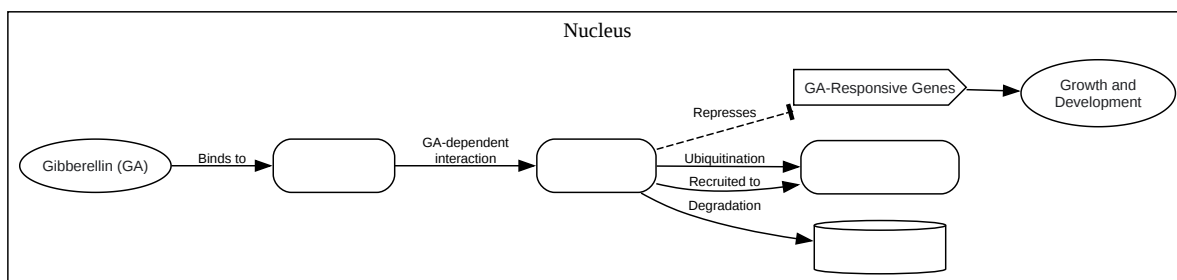 Nucleus
GA-Responsive Genes
Growth and
Development
Represses
GA-dependent
interaction
Gibberellin (GA)
Binds to
Ubiquitination
Recruited to
Degradation